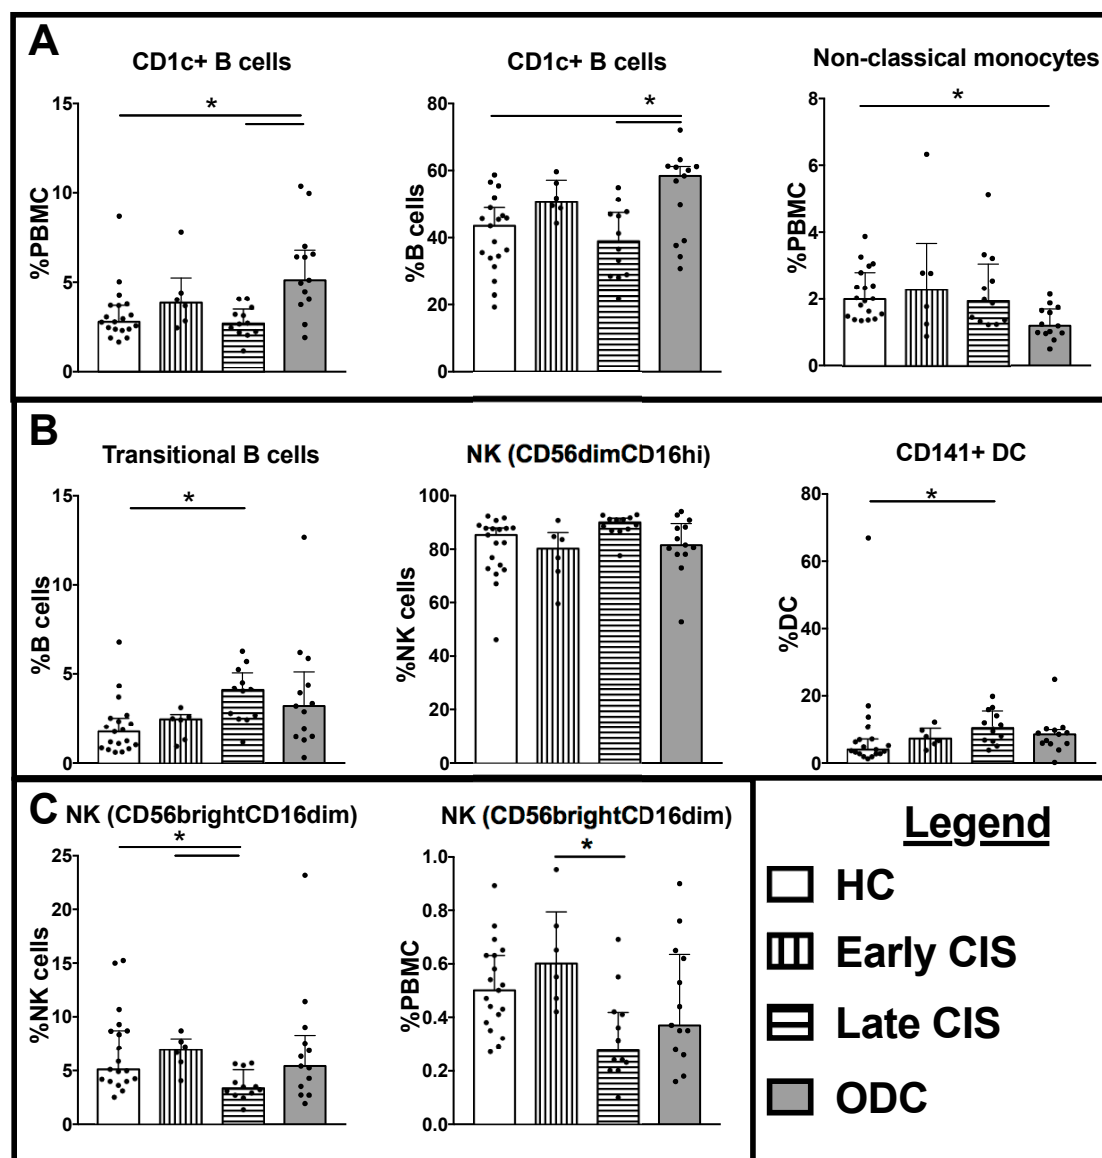 A
CD1c+ B cells
CD1c+ B cells
Non-classical monocytes
*
*
*
%PBMC
15
10
5
0
%B cells
80
60
40
20
0
%PBMC
8
6
4
2
0
B
Transitional B cells
NK (CD56dimCD16hi)
CD141+ DC
*
*
%B cells
15
10
5
0
%NK cells
100
80
60
40
20
0
%DC
80
60
40
20
0
C
NK (CD56brightCD16dim)
NK (CD56brightCD16dim)
*
*
%NK cells
25
20
15
10
5
0
%PBMC
1.0
0.8
0.6
0.4
0.2
0.0
Legend
HC
Early CIS
Late CIS
ODC